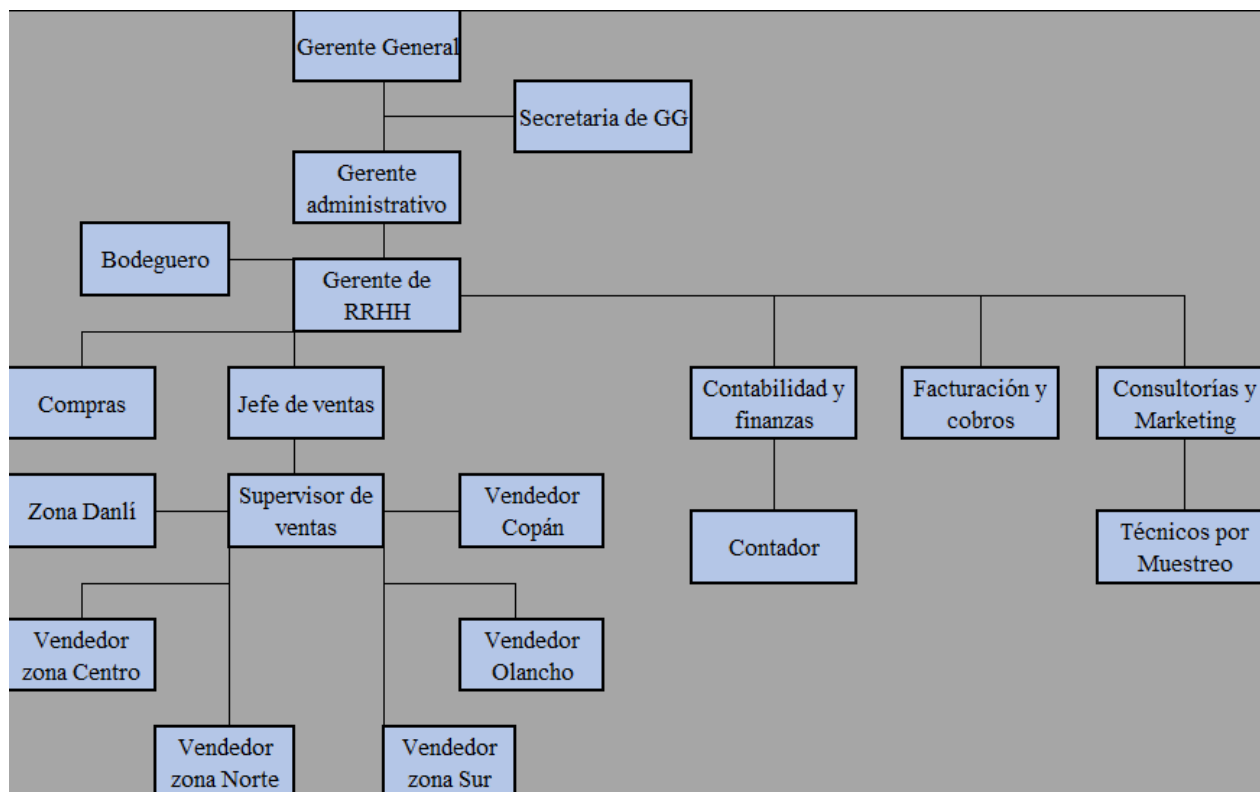 Gerente General
Secretaria de GG
Gerente
administrativo
Bodeguero
Gerente de
RRHH
Compras
Jefe de ventas
Contabilidad y
finanzas
Facturación y
cobros
Consultorías y
Marketing
Zona Danlí
Supervisor de
ventas
Vendedor
Copán
Contador
Técnicos por
Muestreo
Vendedor
zona Centro
Vendedor
Olancho
Vendedor
zona Norte
Vendedor
zona Sur